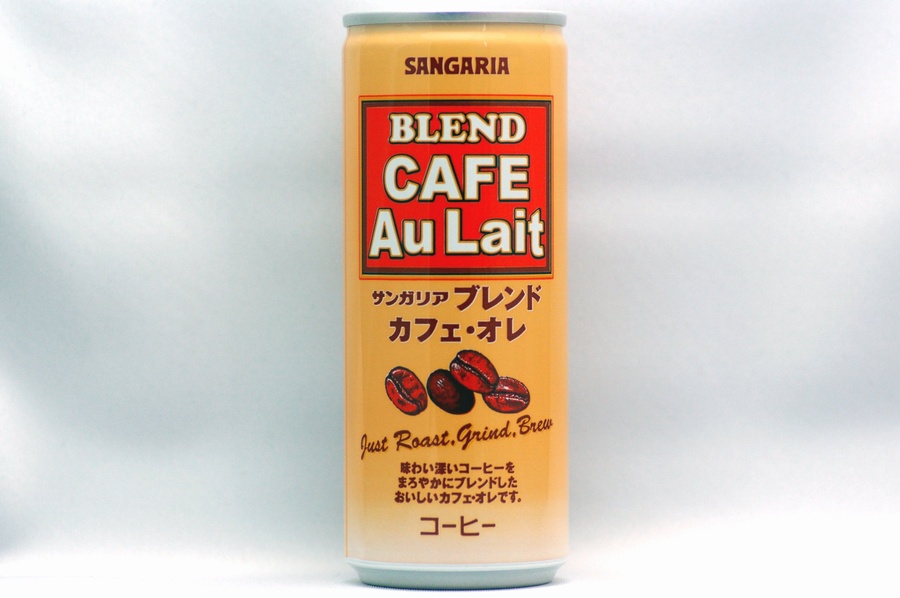 SANGARIA
BLEND
CAFE
Au Lait
サンガリア ブレンド
カフェ・オレ
Just Roast, Grind, Brew
味わい深いコーヒーを
まろやかにブレンドした
おいしいカフェ・オレです。
コーヒー